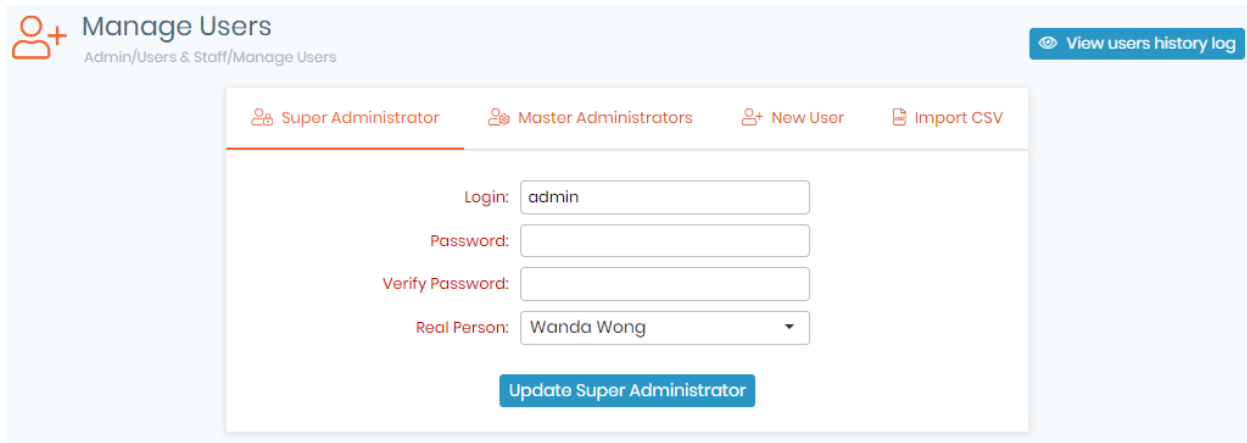 Manage Users
Admin/Users & Staff/Manage Users
View users history log
Super Administrator
Master Administrators
New User
Import CSV
Login: admin
Password:
Verify Password:
Real Person: Wanda Wong
Update Super Administrator